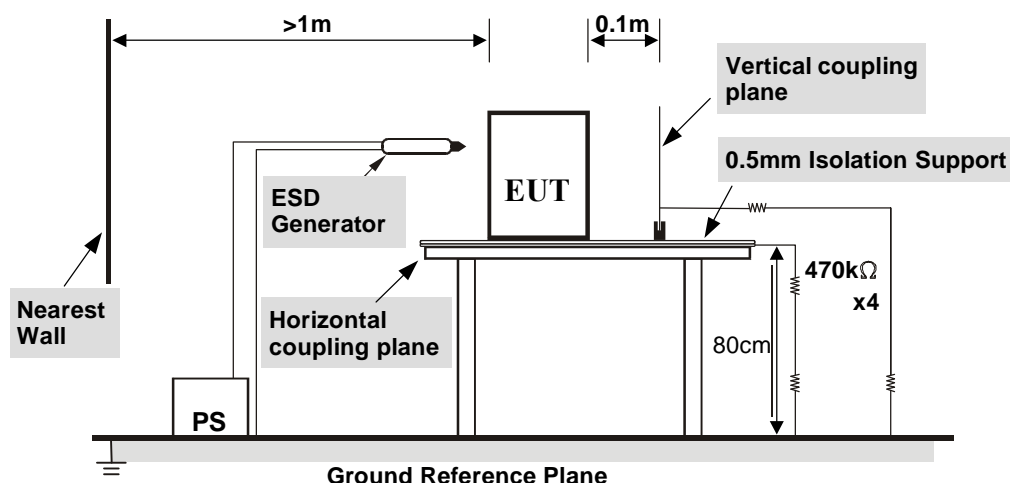 >1m
0.1m
Vertical coupling
plane
0.5mm Isolation Support
ESD
Generator
EUT
Nearest
Wall
Horizontal
coupling plane
470kΩ
x4
80cm
PS
Ground Reference Plane